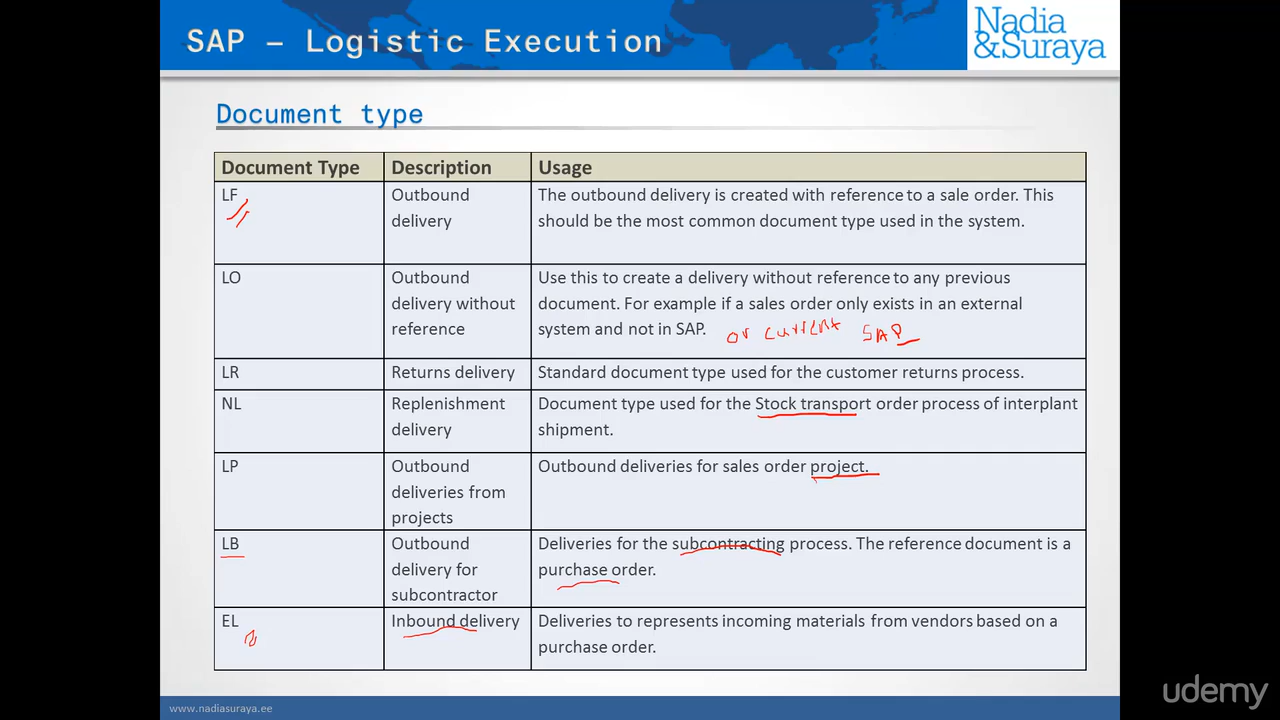 SAP – Logistic Execution
Nadia
&Suraya
Document type
Document Type Description Usage
LF Outbound The outbound delivery is created with reference to a sale order. This
delivery should be the most common document type used in the system.
LO Outbound Use this to create a delivery without reference to any previous
delivery without document. For example if a sales order only exists in an external
reference system and not in SAP. or current SAP
LR Returns delivery Standard document type used for the customer returns process.
NL Replenishment Document type used for the Stock transport order process of interplant
delivery shipment.
LP Outbound Outbound deliveries for sales order project.
deliveries from
projects
LB Outbound Deliveries for the subcontracting process. The reference document is a
delivery for purchase order.
subcontractor
EL Inbound delivery Deliveries to represents incoming materials from vendors based on a
purchase order.
www.nadiasuraya.ee
udemy